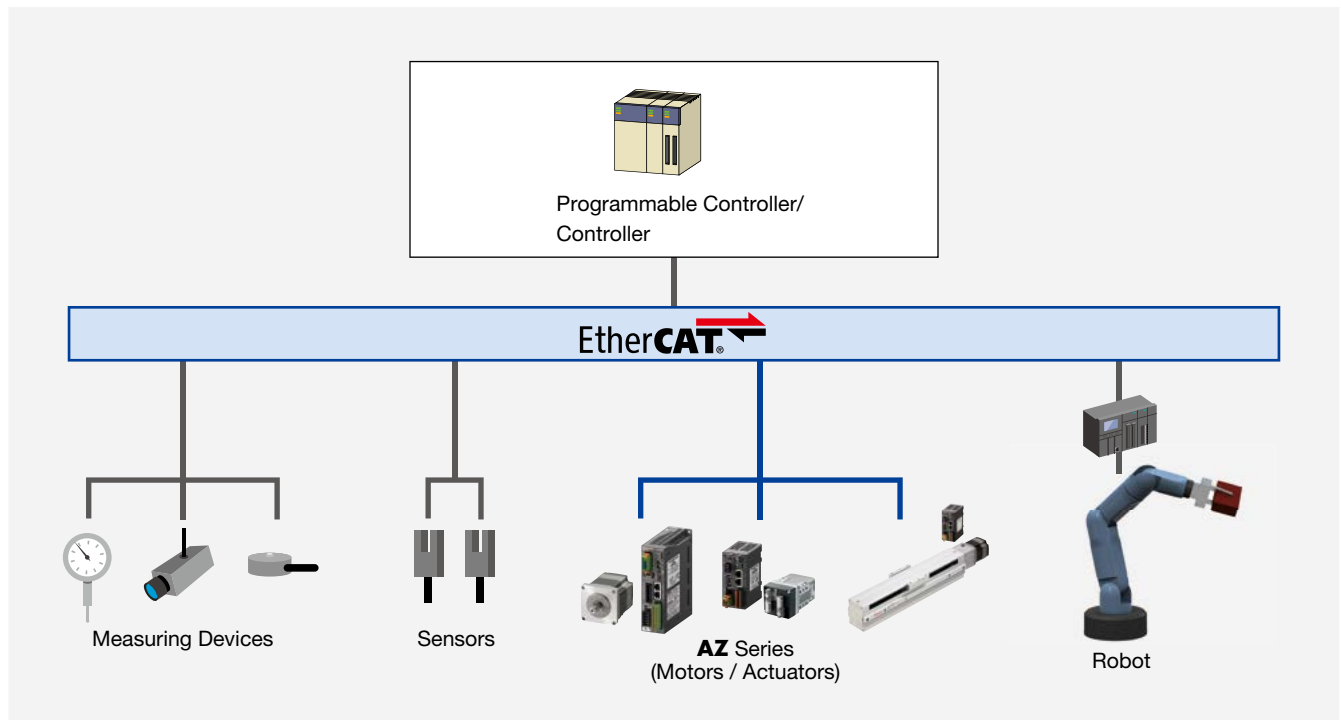 Programmable Controller/
Controller
EtherCAT®
Measuring Devices
Sensors
AZ Series
(Motors / Actuators)
Robot